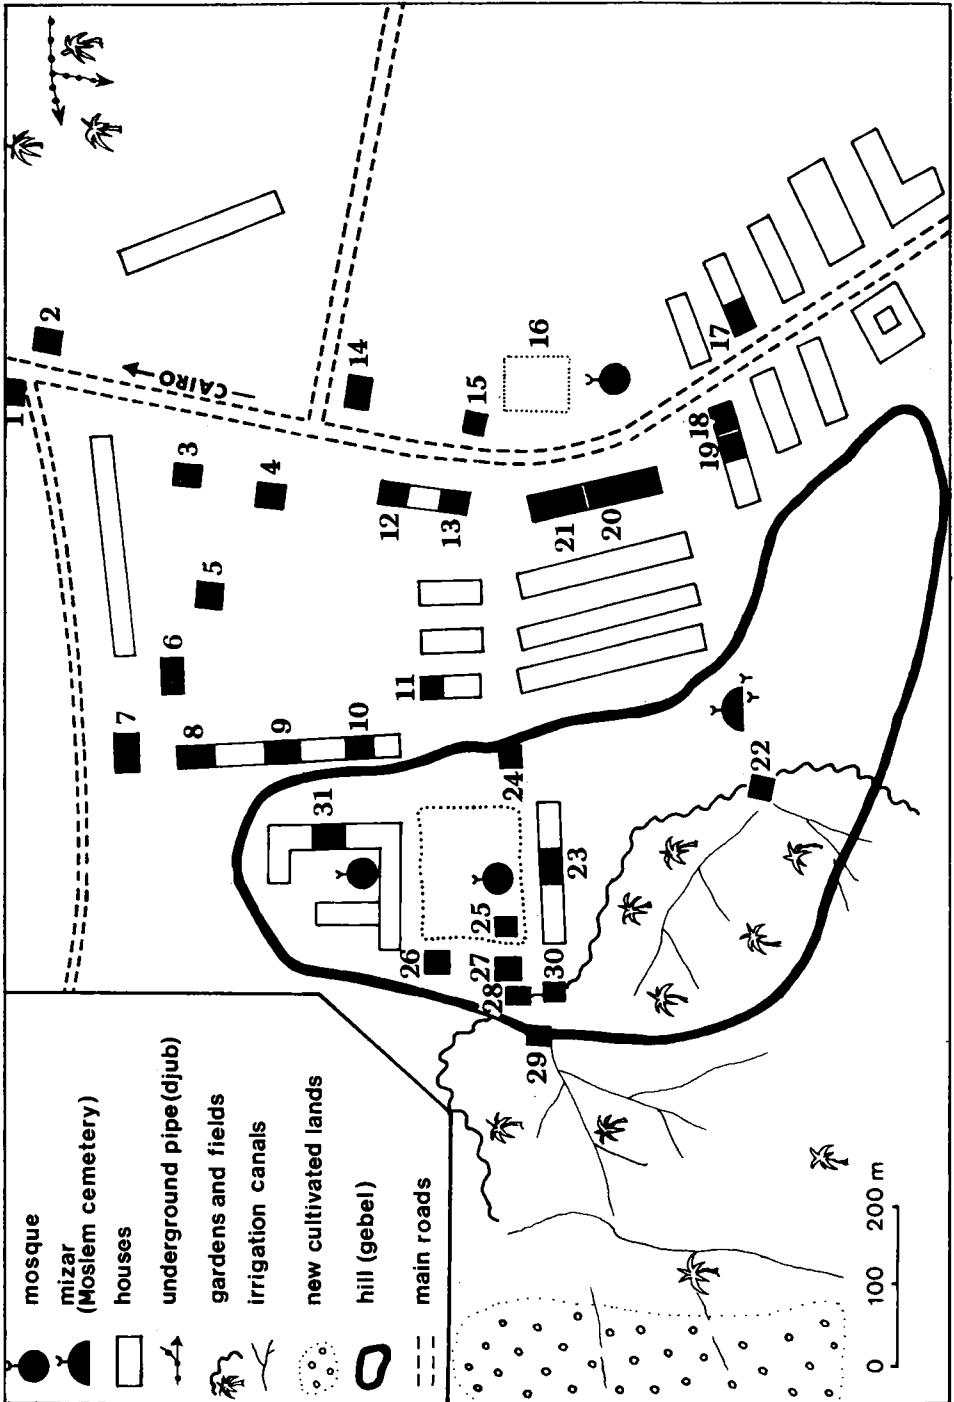 mosque
mizar
(Moslem cemetery)
houses
underground pipe (djub)
gardens and fields
irrigation canals
new cultivated lands
hill (gebel)
main roads
0 100 200 m
CAIRO
1
2
3
4
5
6
7
8
9
10
11
12
13
14
15
16
17
18
19
20
21
22
23
24
25
26
27
28
29
30
31